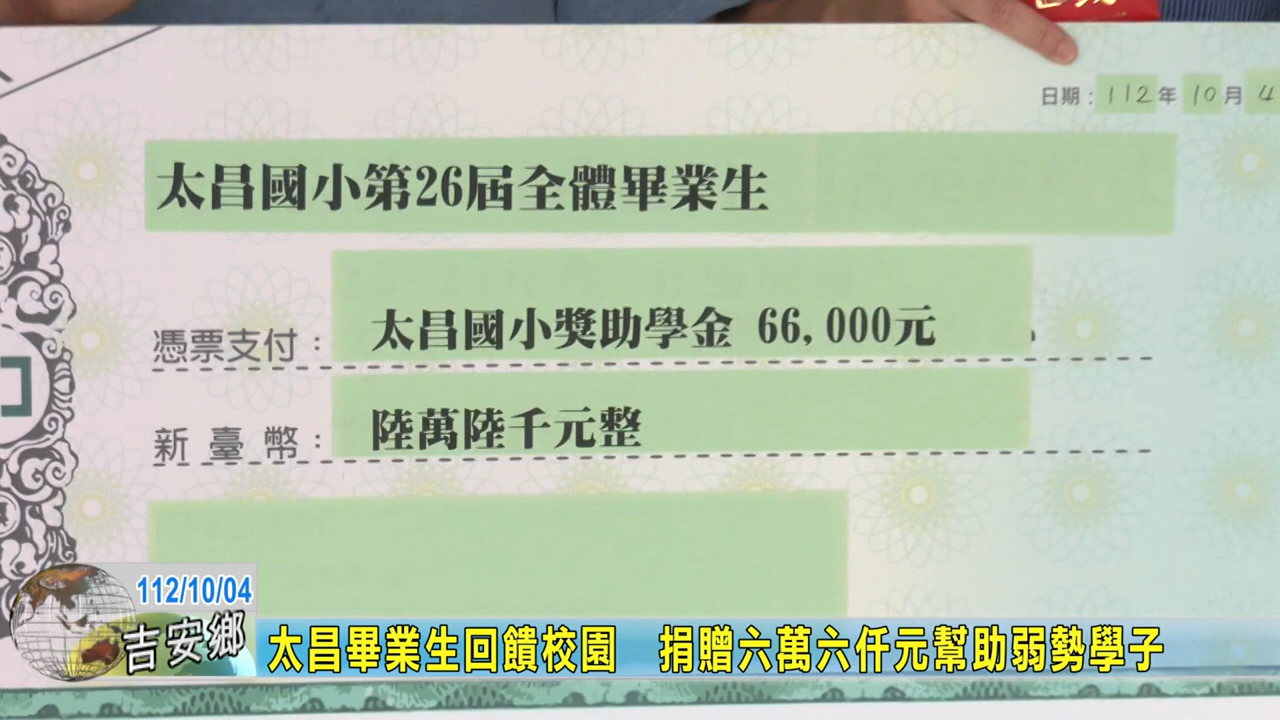 日期：112年10月4
太昌國小第26屆全體畢業生
憑票支付：太昌國小獎助學金 66,000元
新臺幣：陸萬陸千元整
112/10/04
吉安鄉
太昌畢業生回饋校園 捐贈六萬六仟元幫助弱勢學子